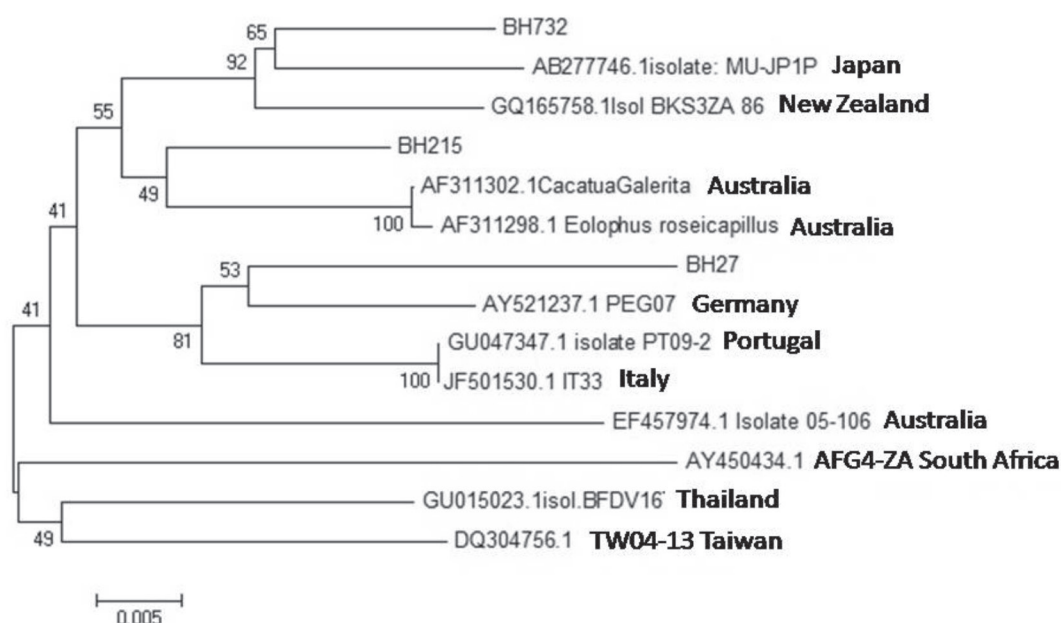 65
BH732
92
AB277746.1isolate: MU-JP1P Japan
GQ165758.1Isol BKS3ZA 86 New Zealand
55
BH215
49
AF311302.1CacatuaGalerita Australia
100
AF311298.1 Eolophus roseicapillus Australia
41
BH27
53
AY521237.1 PEG07 Germany
41
81
GU047347.1 isolate PT09-2 Portugal
100
JF501530.1 IT33 Italy
EF457974.1 Isolate 05-106 Australia
AY450434.1 AFG4-ZA South Africa
GU015023.1isol.BFDV16 Thailand
49
DQ304756.1 TW04-13 Taiwan
0.005